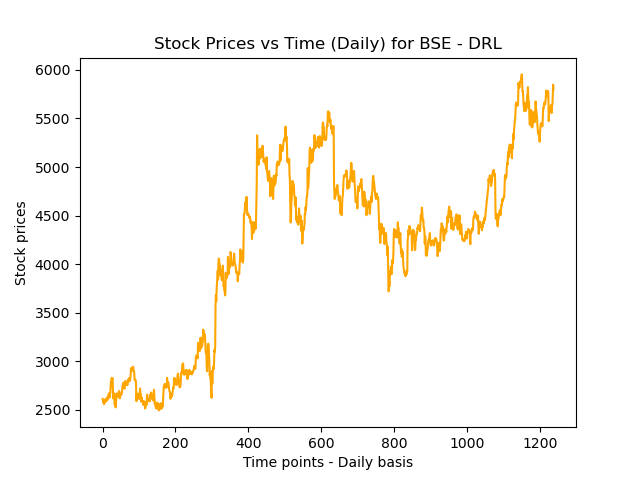 Stock Prices vs Time (Daily) for BSE - DRL
6000
5500
5000
4500
4000
3500
3000
2500
Stock prices
0 200 400 600 800 1000 1200
Time points - Daily basis